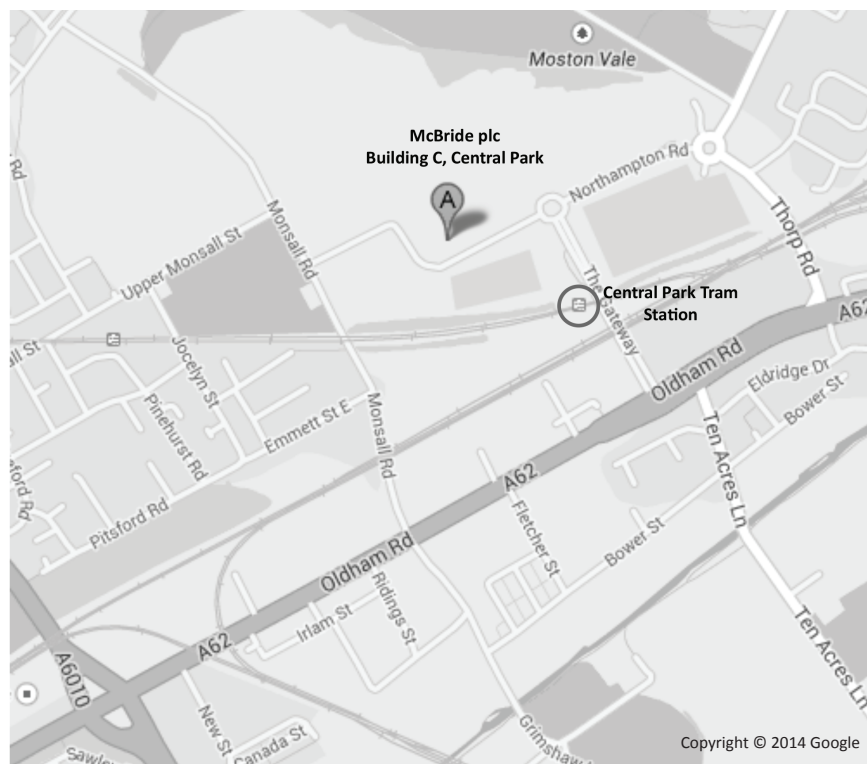 Moston Vale
McBride plc
Building C, Central Park
A
Northampton Rd
Thorp Rd
Monsall Rd
Upper Monsall St
The Gateway
Central Park Tram
Station
A62
Oldham Rd
Jocelyn St
Pinehurst Rd
Emmett St E
Monsall Rd
Eldridge Dr
Bower St
Ten Acres Ln
A62
Pitsford Rd
Fletcher St
Bower St
Oldham Rd
Ridings St
Irlam St
A62
Ten Acres Ln
A6010
New St
Canada St
Grimshaw
Copyright © 2014 Google